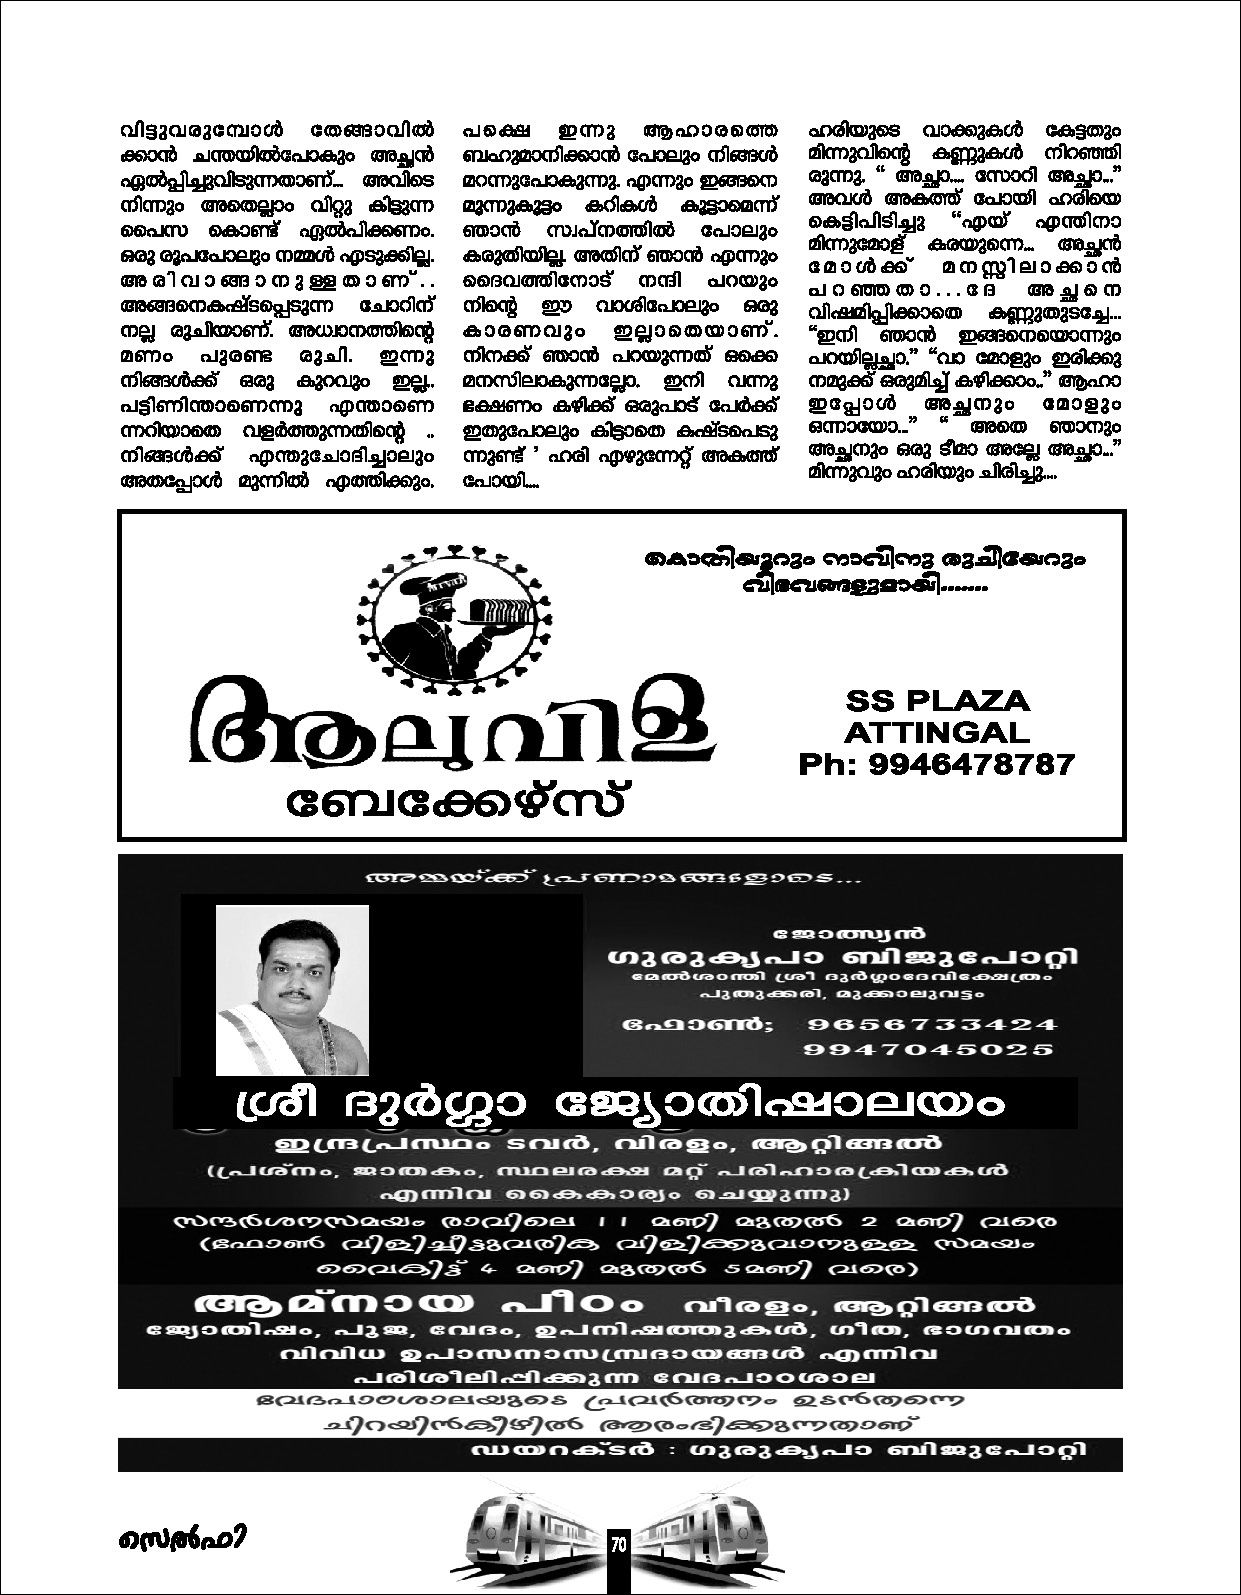 വിട്ടുവരുമ്പോൾ തേങ്ങാവിൽ
ക്കാൻ ചന്തയിൽപോകും അച്ഛൻ
ഏൽപ്പിച്ചുവിടുന്നതാണ്... അവിടെ
നിന്നും അതെല്ലാം വിറ്റു കിട്ടുന്ന
പൈസ കൊണ്ട് ഏൽപിക്കണം.
ഒരു രൂപപോലും നമ്മൾ എടുക്കില്ല.
അരിവാങ്ങാനുള്ളതാണ്..
അങ്ങനെകഷ്ടപ്പെടുന്ന ചോറിന്
നല്ല രുചിയാണ്. അധ്വാനത്തിന്റെ
മണം പുരണ്ട രുചി. ഇന്നു
നിങ്ങൾക്ക് ഒരു കുറവും ഇല്ല..
പട്ടിണിന്താണെന്നു എന്താണെ
ന്നറിയാതെ വളർത്തുന്നതിന്റെ ..
നിങ്ങൾക്ക് എന്തുചോദിച്ചാലും
അതപ്പോൾ മുന്നിൽ എത്തിക്കും.
പക്ഷെ ഇന്നു ആഹാരത്തെ
ബഹുമാനിക്കാൻ പോലും നിങ്ങൾ
മറന്നുപോകുന്നു. എന്നും ഇങ്ങനെ
മൂന്നുകൂട്ടം കറികൾ കൂട്ടാമെന്ന്
ഞാൻ സ്വപ്നത്തിൽ പോലും
കരുതിയില്ല. അതിന് ഞാൻ എന്നും
ദൈവത്തിനോട് നന്ദി പറയും
നിന്റെ ഈ വാശിപോലും ഒരു
കാരണവും ഇല്ലാതെയാണ്.
നിനക്ക് ഞാൻ പറയുന്നത് ഒക്കെ
മനസിലാകുന്നല്ലോ. ഇനി വന്നു
ഭക്ഷണം കഴിക്ക് ഒരുപാട് പേർക്ക്
ഇതുപോലും കിട്ടാതെ കഷ്ടപെടു
ന്നുണ്ട് ' ഹരി എഴുന്നേറ്റ് അകത്ത്
പോയി....
ഹരിയുടെ വാക്കുകൾ കേട്ടതും
മിന്നുവിന്റെ കണ്ണുകൾ നിറഞ്ഞി
രുന്നു. “ അച്ഛാ.... സോറി അച്ഛാ...”
അവൾ അകത്ത് പോയി ഹരിയെ
കെട്ടിപിടിച്ചു “എയ് എന്തിനാ
മിന്നുമോള് കരയുന്നെ... അച്ഛൻ
മോൾക്ക് മനസ്സിലാക്കാൻ
പറഞ്ഞതാ...ദേ അച്ഛനെ
വിഷമിപ്പിക്കാതെ കണ്ണുതുടച്ചേ...
“ഇനി ഞാൻ ഇങ്ങനെയൊന്നും
പറയില്ലച്ഛാ.” “വാ മോളും ഇരിക്കു
നമുക്ക് ഒരുമിച്ച് കഴിക്കാം..” ആഹാ
ഇപ്പോൾ അച്ഛനും മോളും
ഒന്നായോ...” “ അതെ ഞാനും
അച്ഛനും ഒരു ടീമാ അല്ലേ അച്ഛാ...”
മിന്നുവും ഹരിയും ചിരിച്ചു....
കൊതിയൂറും നാവിനു രുചിയേറും
വിഭവങ്ങളുമായി.......
ആലുവിള
ബേക്കേഴ്സ്
SS PLAZA
ATTINGAL
Ph: 9946478787
അമ്മയ്ക്ക് പ്രണാമങ്ങളോടെ...
ജോത്സ്യൻ
ഗുരുകൃപാ ബിജുപോറ്റി
മേൽശാന്തി ശ്രീ ദുർഗ്ഗാദേവിക്ഷേത്രം
പുതുക്കരി, മുക്കാലുവട്ടം
ഫോൺ; 9656733424
9947045025
ശ്രീ ദുർഗ്ഗാ ജ്യോതിഷാലയം
ഇന്ദ്രപ്രസ്ഥം ടവർ, വിരളം, ആറ്റിങ്ങൽ
(പ്രശ്നം, ജാതകം, സ്ഥലരക്ഷ മറ്റ് പരിഹാരക്രിയകൾ
എന്നിവ കൈകാര്യം ചെയ്യുന്നു)
സന്ദർശനസമയം രാവിലെ 11 മണി മുതൽ 2 മണി വരെ
(ഫോൺ വിളിച്ചിട്ടുവരിക വിളിക്കുവാനുള്ള സമയം
വൈകിട്ട് 4 മണി മുതൽ 5മണി വരെ)
ആമ്നായ പീഠം വീരളം, ആറ്റിങ്ങൽ
ജ്യോതിഷം, പൂജ, വേദം, ഉപനിഷത്തുകൾ, ഗീത, ഭാഗവതം
വിവിധ ഉപാസനാസമ്പ്രദായങ്ങൾ എന്നിവ
പരിശീലിപ്പിക്കുന്ന വേദപാഠശാല
വേദപാഠശാലയുടെ പ്രവർത്തനം ഉടൻതന്നെ
ചിറയിൻകീഴിൽ ആരംഭിക്കുന്നതാണ്
ഡയറക്ടർ : ഗുരുകൃപാ ബിജുപോറ്റി
സെൽഫി
70